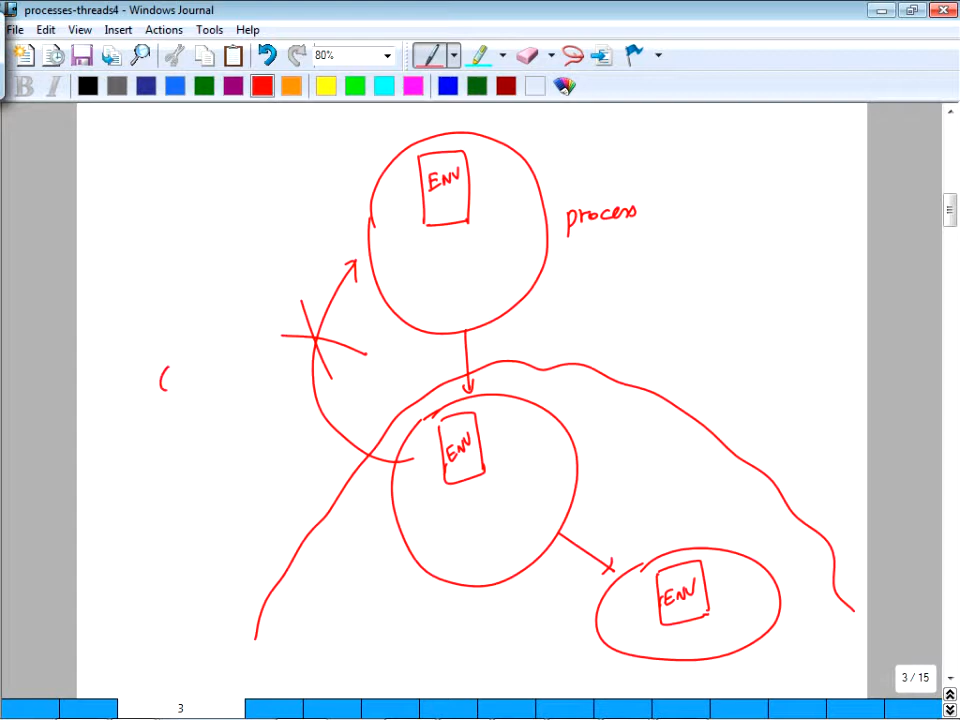 processes-threads4 - Windows Journal
File Edit View Insert Actions Tools Help
80%
B I
ENV
process
ENV
ENV
3 / 15
3